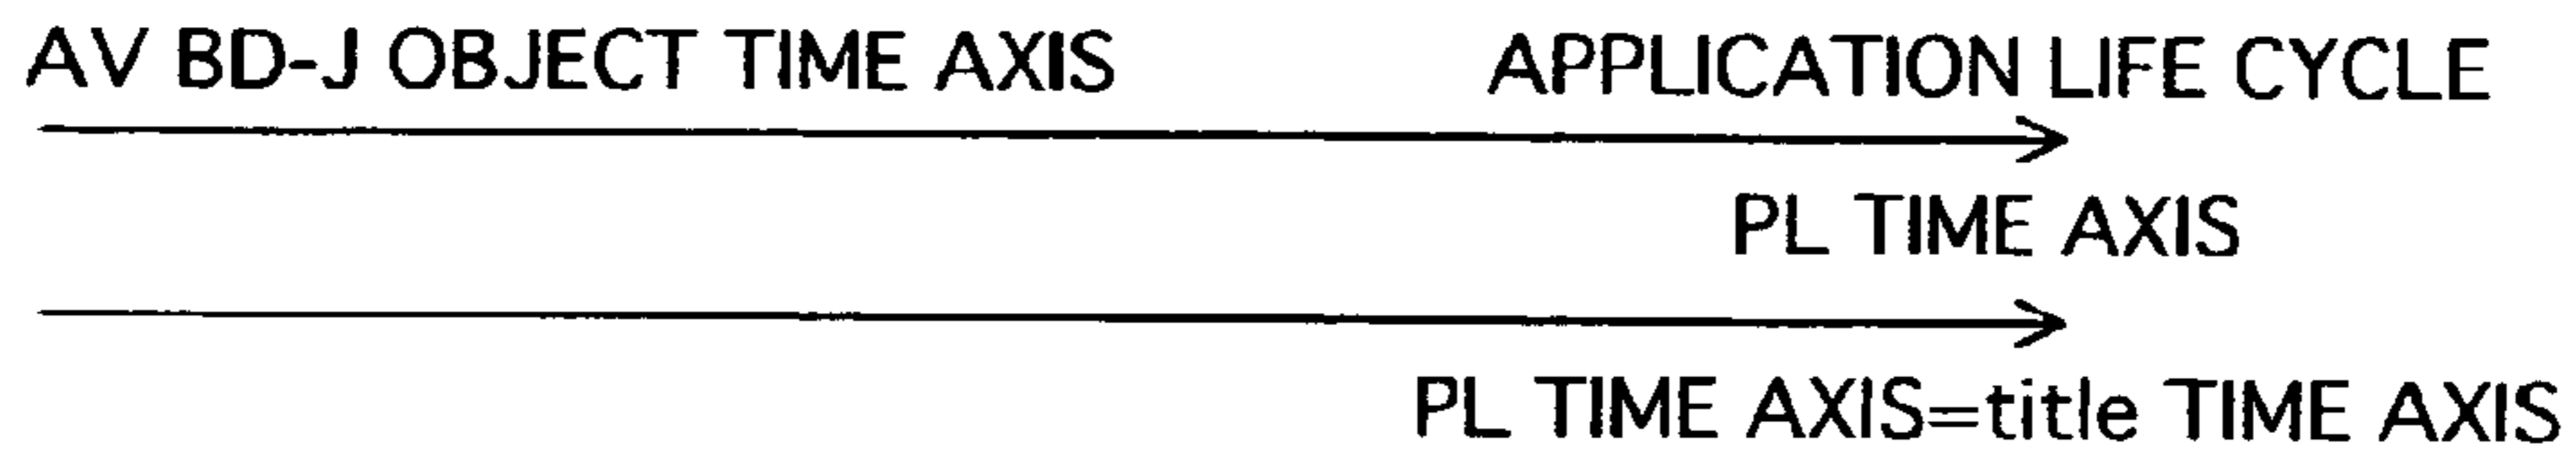 AV BD-J OBJECT TIME AXIS
APPLICATION LIFE CYCLE
PL TIME AXIS
PL TIME AXIS=title TIME AXIS